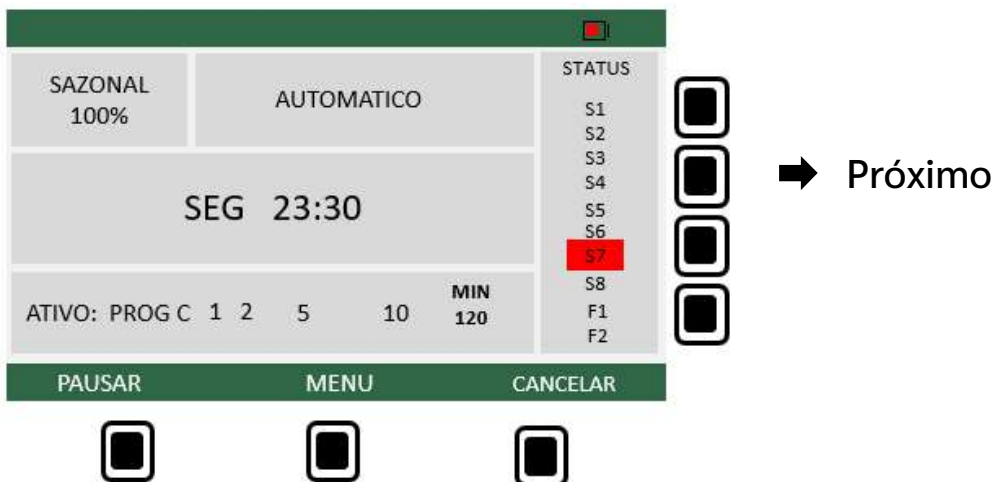 SAZONAL
100%
AUTOMATICO
STATUS
S1
S2
S3
S4
S5
S6
S7
S8
F1
F2
SEG 23:30
ATIVO: PROG C 1 2 5 10
MIN
120
PAUSAR MENU CANCELAR
Próximo